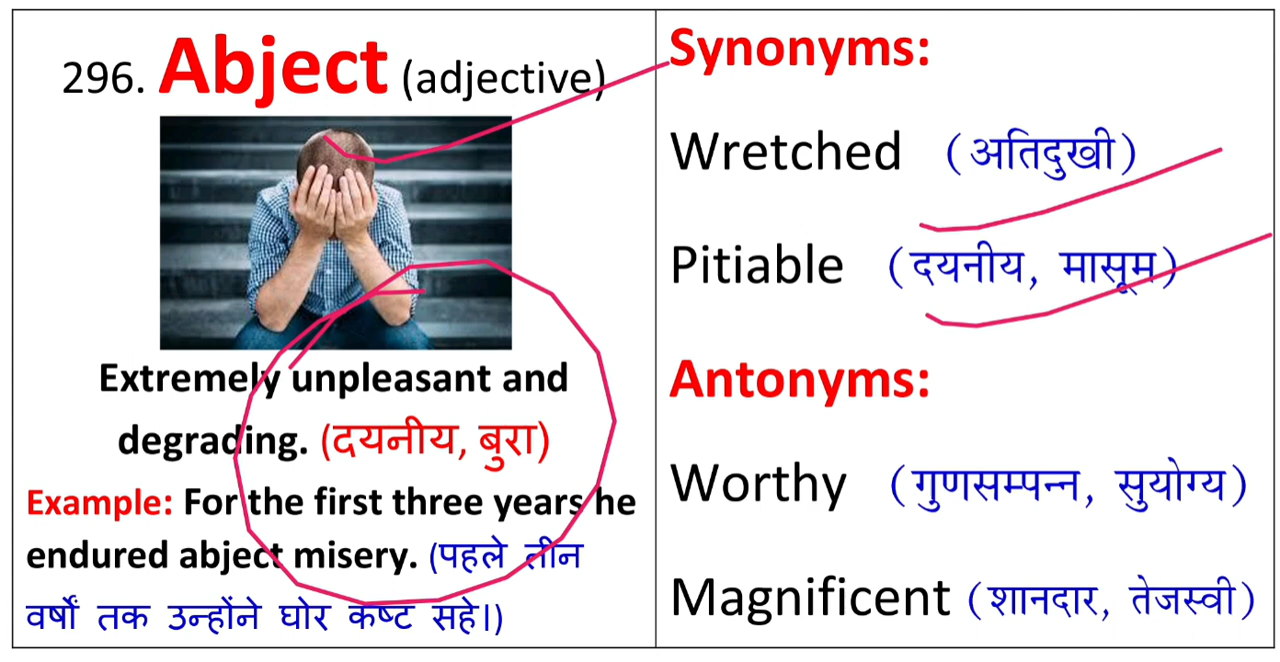 296. Abject (adjective)
Extremely unpleasant and
degrading. (दयनीय, बुरा)
Example: For the first three years he
endured abject misery. (पहले तीन
वर्षों तक उन्होंने घोर कष्ट सहे।)
Synonyms:
Wretched (अतिदुखी)
Pitiable (दयनीय, मासूम)
Antonyms:
Worthy (गुणसम्पन्न, सुयोग्य)
Magnificent (शानदार, तेजस्वी)